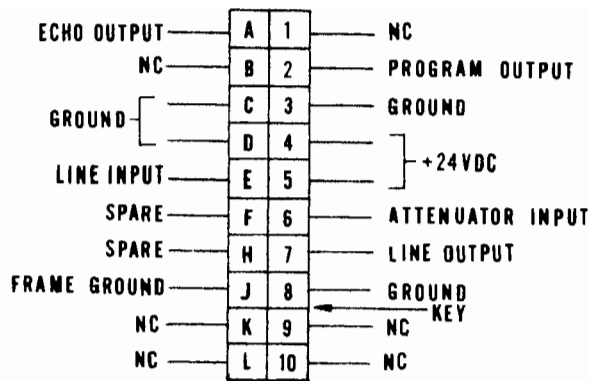 ECHO OUTPUT A 1 NC
NC B 2 PROGRAM OUTPUT
C 3 GROUND
GROUND
D 4
+24VDC
LINE INPUT E 5
SPARE F 6 ATTENUATOR INPUT
SPARE H 7 LINE OUTPUT
FRAME GROUND J 8 GROUND
KEY
NC K 9 NC
NC L 10 NC